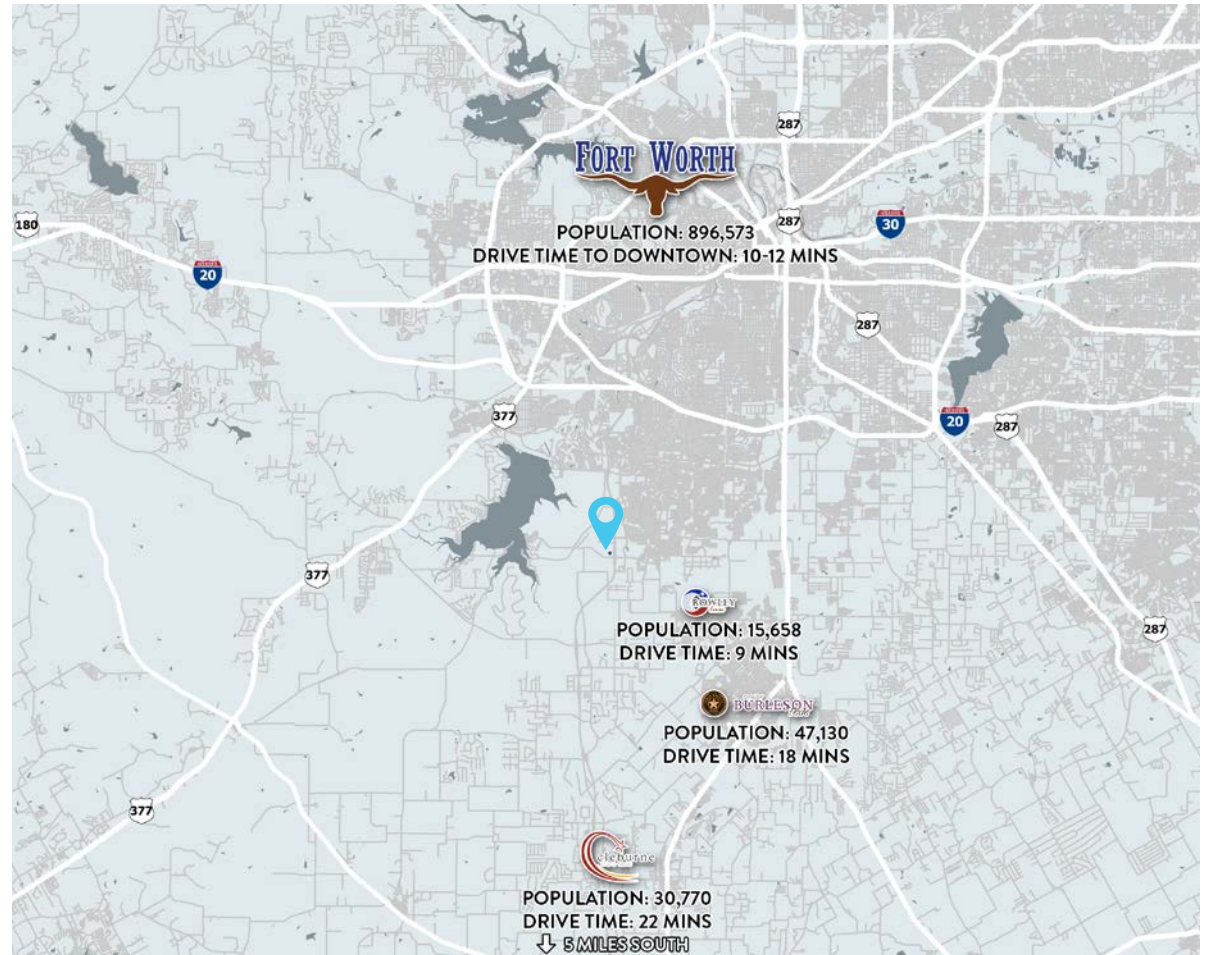 287
FORT WORTH
180
287
30
POPULATION: 896,573
DRIVE TIME TO DOWNTOWN: 10-12 MINS
20
287
377
20
287
377
CROWLEY
POPULATION: 15,658
DRIVE TIME: 9 MINS
287
BURLESON
POPULATION: 47,130
DRIVE TIME: 18 MINS
377
Cleburne
POPULATION: 30,770
DRIVE TIME: 22 MINS
5 MILES SOUTH